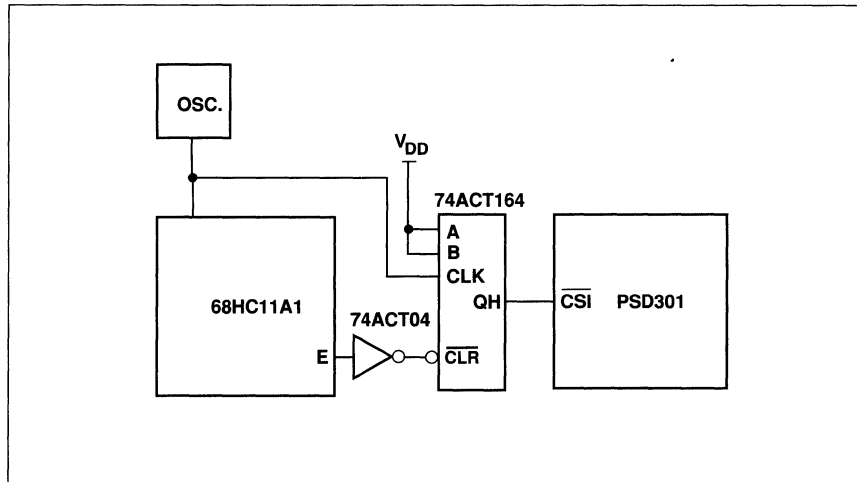 OSC.
VDD
74ACT164
A
B
CLK
68HC11A1
QH
CSI
PSD301
74ACT04
E
CLR